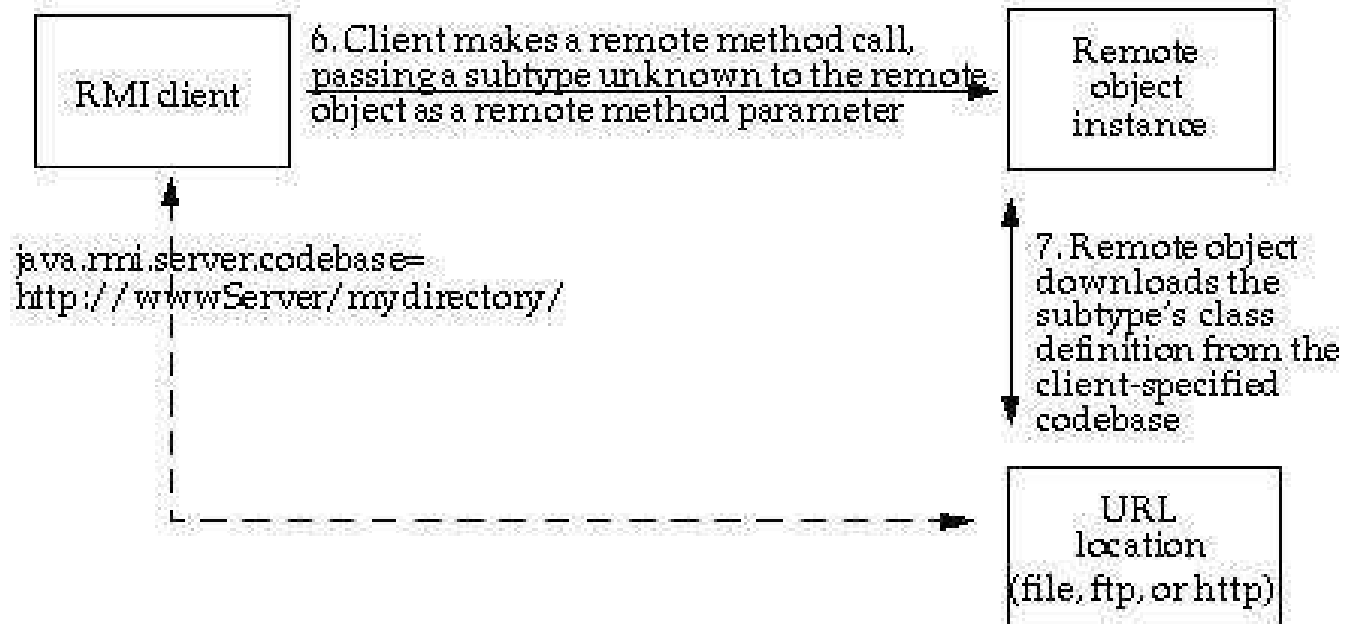 RMI client
6. Client makes a remote method call,
passing a subtype unknown to the remote
object as a remote method parameter
Remote
object
instance
java.rmi.server.codebase=
http://wwwServer/mydirectory/
7. Remote object
downloads the
subtype's class
definition from the
client-specified
codebase
URL
location
(file, ftp, or http)